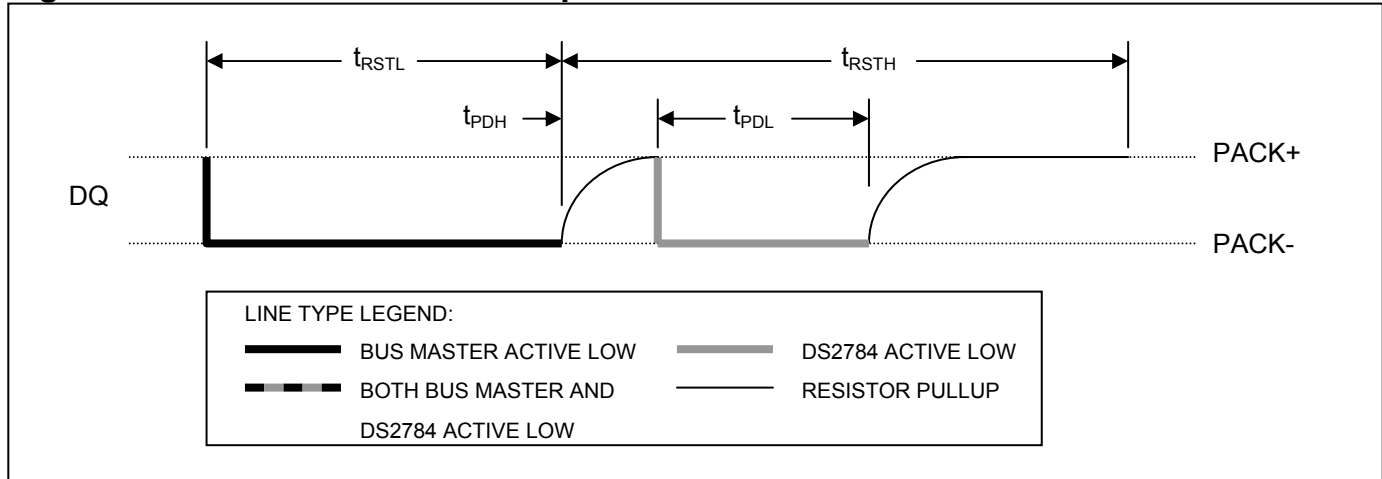 tRSTL
tRSTH
tPDH
tPDL
PACK+
DQ
PACK-
LINE TYPE LEGEND:
BUS MASTER ACTIVE LOW
DS2784 ACTIVE LOW
BOTH BUS MASTER AND
DS2784 ACTIVE LOW
RESISTOR PULLUP